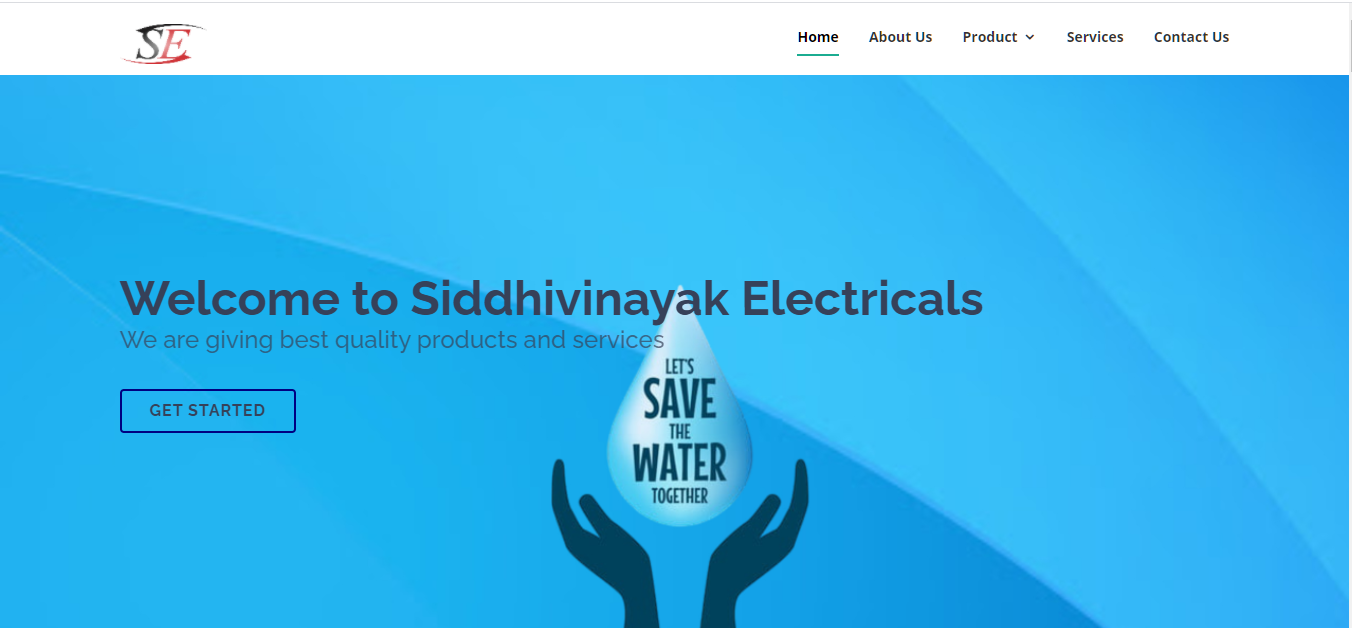 SE
Home About Us Product Services Contact Us
Welcome to Siddhivinayak Electricals
We are giving best quality products and services
GET STARTED
LET'S
SAVE
THE
WATER
TOGETHER